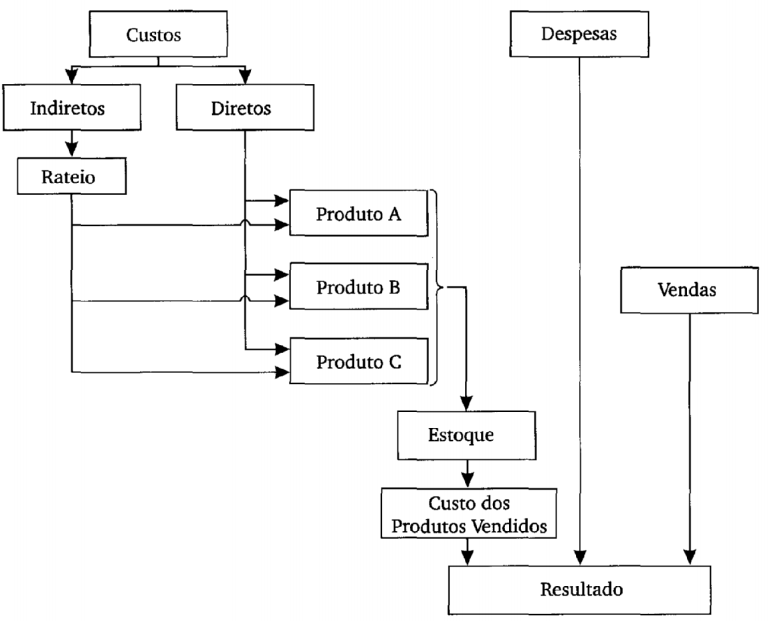 Custos
Despesas
Indiretos
Diretos
Rateio
Produto A
Produto B
Vendas
Produto C
Estoque
Custo dos
Produtos Vendidos
Resultado